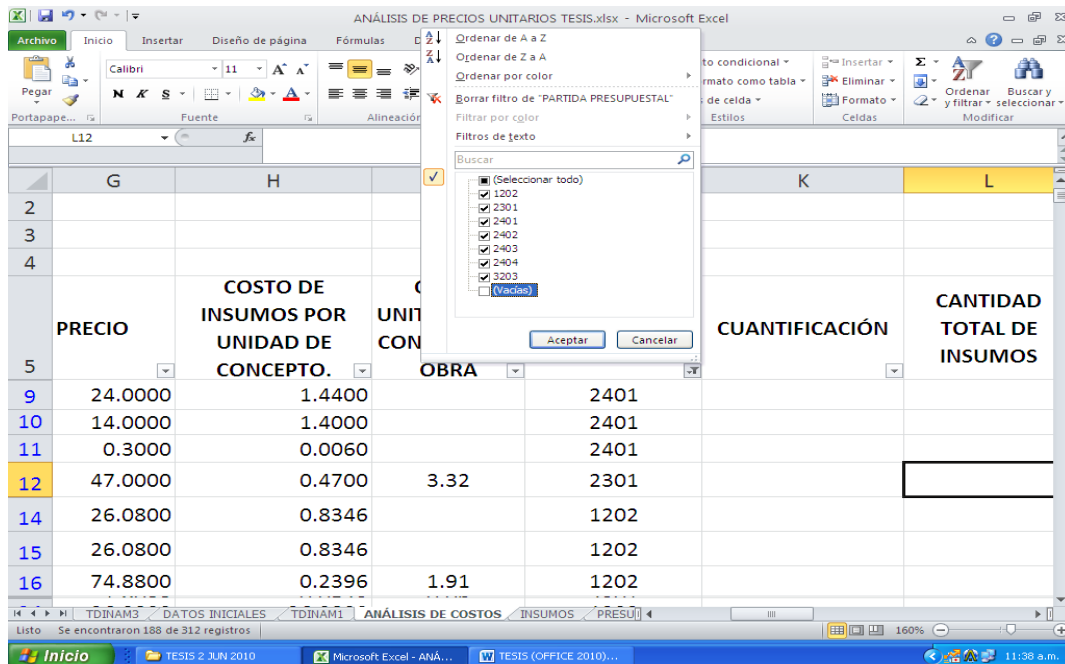 ANÁLISIS DE PRECIOS UNITARIOS TESIS.xlsx - Microsoft Excel
Archivo Inicio Insertar Diseño de página Fórmulas
Pegar Calibri 11 N K S
Portapape... Fuente Alineación
to condicional
rmato como tabla
de celda
Estilos
Insertar
Eliminar
Formato
Celdas
Ordenar y filtrar
Buscar y seleccionar
Modificar
L12 fx
Ordenar de A a Z
Ordenar de Z a A
Ordenar por color
Borrar filtro de "PARTIDA PRESUPUESTAL"
Filtrar por color
Filtros de texto
Buscar
(Seleccionar todo)
1202
2301
2401
2402
2403
2404
3203
(Vacías)
Aceptar Cancelar
G H K L
2
3
4
5 PRECIO
COSTO DE
INSUMOS POR
UNIDAD DE
CONCEPTO.
UNIT
CON
OBRA
CUANTIFICACIÓN
CANTIDAD
TOTAL DE
INSUMOS
9 24.0000 1.4400 2401
10 14.0000 1.4000 2401
11 0.3000 0.0060 2401
12 47.0000 0.4700 3.32 2301
14 26.0800 0.8346 1202
15 26.0800 0.8346 1202
16 74.8800 0.2396 1.91 1202
TDINAM3 DATOS INICIALES TDINAM1 ANÁLISIS DE COSTOS INSUMOS PRESU
Listo Se encontraron 188 de 312 registros 160%
Inicio TESIS 2 JUN 2010 Microsoft Excel - ANÁ... TESIS (OFFICE 2010)... 11:38 a.m.